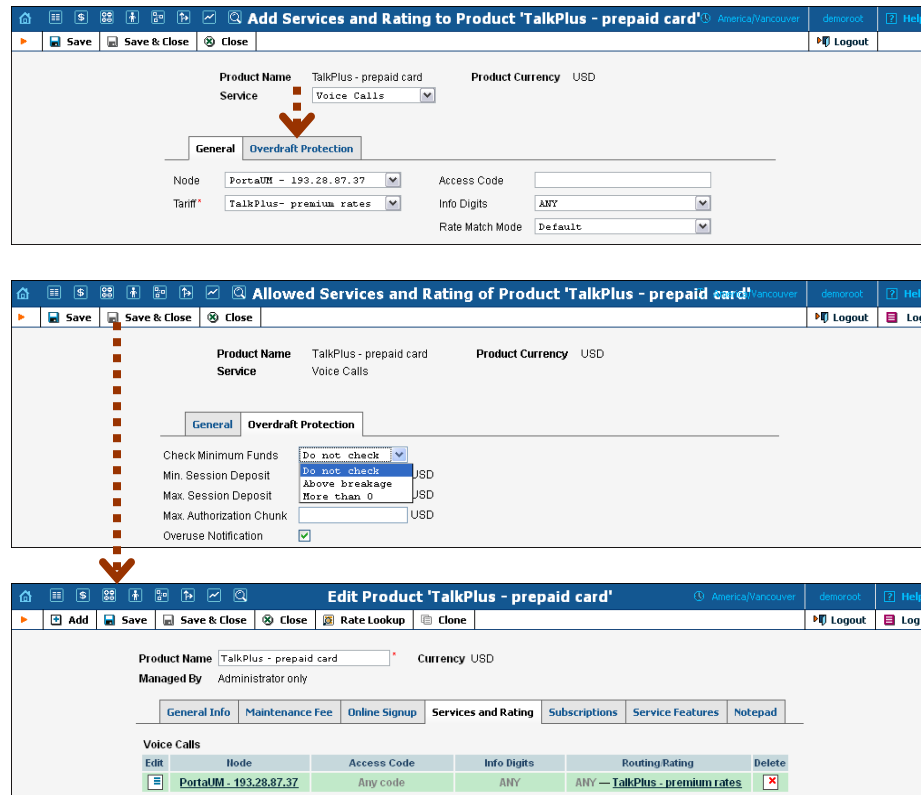 Add Services and Rating to Product 'TalkPlus - prepaid card' America/Vancouver demoroot ? Help
Save Save & Close Close Logout
Product Name TalkPlus - prepaid card Product Currency USD
Service Voice Calls
General Overdraft Protection
Node PortaUM - 193.28.87.37 Access Code
Tariff* TalkPlus- premium rates Info Digits ANY
Rate Match Mode Default
Allowed Services and Rating of Product 'TalkPlus - prepaid card' America/Vancouver demoroot ? Hel
Save Save & Close Close Logout Log
Product Name TalkPlus - prepaid card Product Currency USD
Service Voice Calls
General Overdraft Protection
Check Minimum Funds Do not check
Min. Session Deposit Do not check USD
Above breakage
Max. Session Deposit More than 0 USD
Max. Authorization Chunk USD
Overuse Notification
Edit Product 'TalkPlus - prepaid card' America/Vancouver demoroot ? Help
Add Save Save & Close Close Rate Lookup Clone Logout Log
Product Name TalkPlus - prepaid card * Currency USD
Managed By Administrator only
General Info Maintenance Fee Online Signup Services and Rating Subscriptions Service Features Notepad
Voice Calls
Edit Node Access Code Info Digits Routing/Rating Delete
PortaUM - 193.28.87.37 Any code ANY ANY — TalkPlus - premium rates